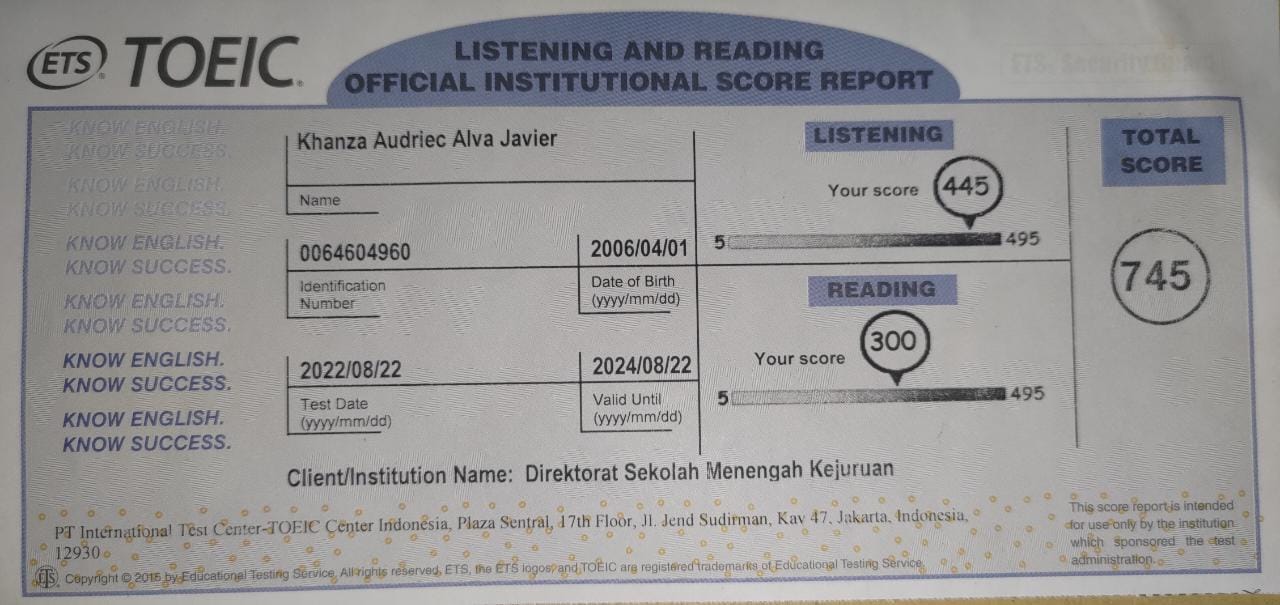 ETS TOEIC
LISTENING AND READING
OFFICIAL INSTITUTIONAL SCORE REPORT
KNOW ENGLISH.
KNOW SUCCESS.
KNOW ENGLISH.
KNOW SUCCESS.
KNOW ENGLISH.
KNOW SUCCESS.
KNOW ENGLISH.
KNOW SUCCESS.
KNOW ENGLISH.
KNOW SUCCESS.
KNOW ENGLISH.
KNOW SUCCESS.
Khanza Audriec Alva Javier
Name
0064604960
Identification
Number
2006/04/01
Date of Birth
(yyyy/mm/dd)
2022/08/22
Test Date
(yyyy/mm/dd)
2024/08/22
Valid Until
(yyyy/mm/dd)
LISTENING
Your score 445
5 495
READING
Your score 300
5 495
TOTAL
SCORE
745
Client/Institution Name: Direktorat Sekolah Menengah Kejuruan
PT International Test Center-TOEIC Center Indonesia, Plaza Sentral, 17th Floor, Jl. Jend Sudirman, Kav 47. Jakarta, Indonesia,
12930
ETS Copyright © 2015 by Educational Testing Service. All rights reserved, ETS, the ETS logos, and TOEIC are registered trademarks of Educational Testing Service.
This score report is intended
for use only by the institution
which sponsored the test
administration.